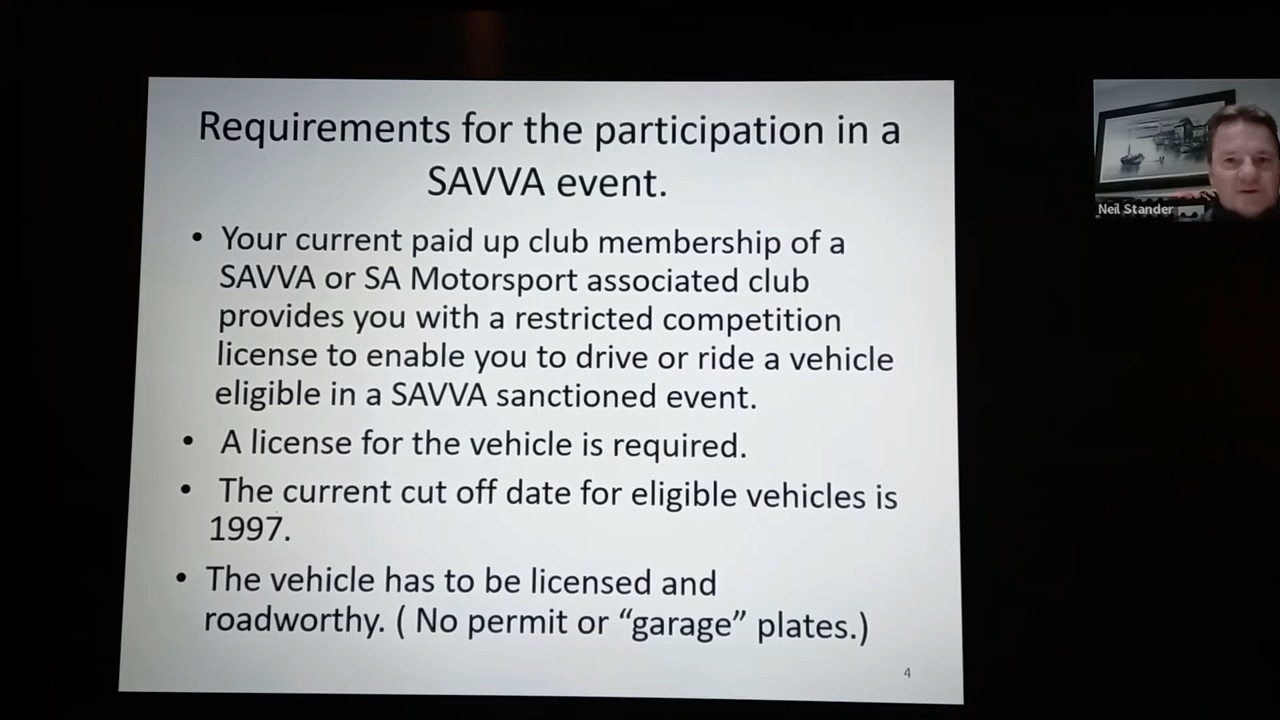 Requirements for the participation in a
SAVVA event.
• Your current paid up club membership of a
SAVVA or SA Motorsport associated club
provides you with a restricted competition
license to enable you to drive or ride a vehicle
eligible in a SAVVA sanctioned event.
• A license for the vehicle is required.
• The current cut off date for eligible vehicles is
1997.
• The vehicle has to be licensed and
roadworthy. ( No permit or “garage” plates.)
4
Neil Stander